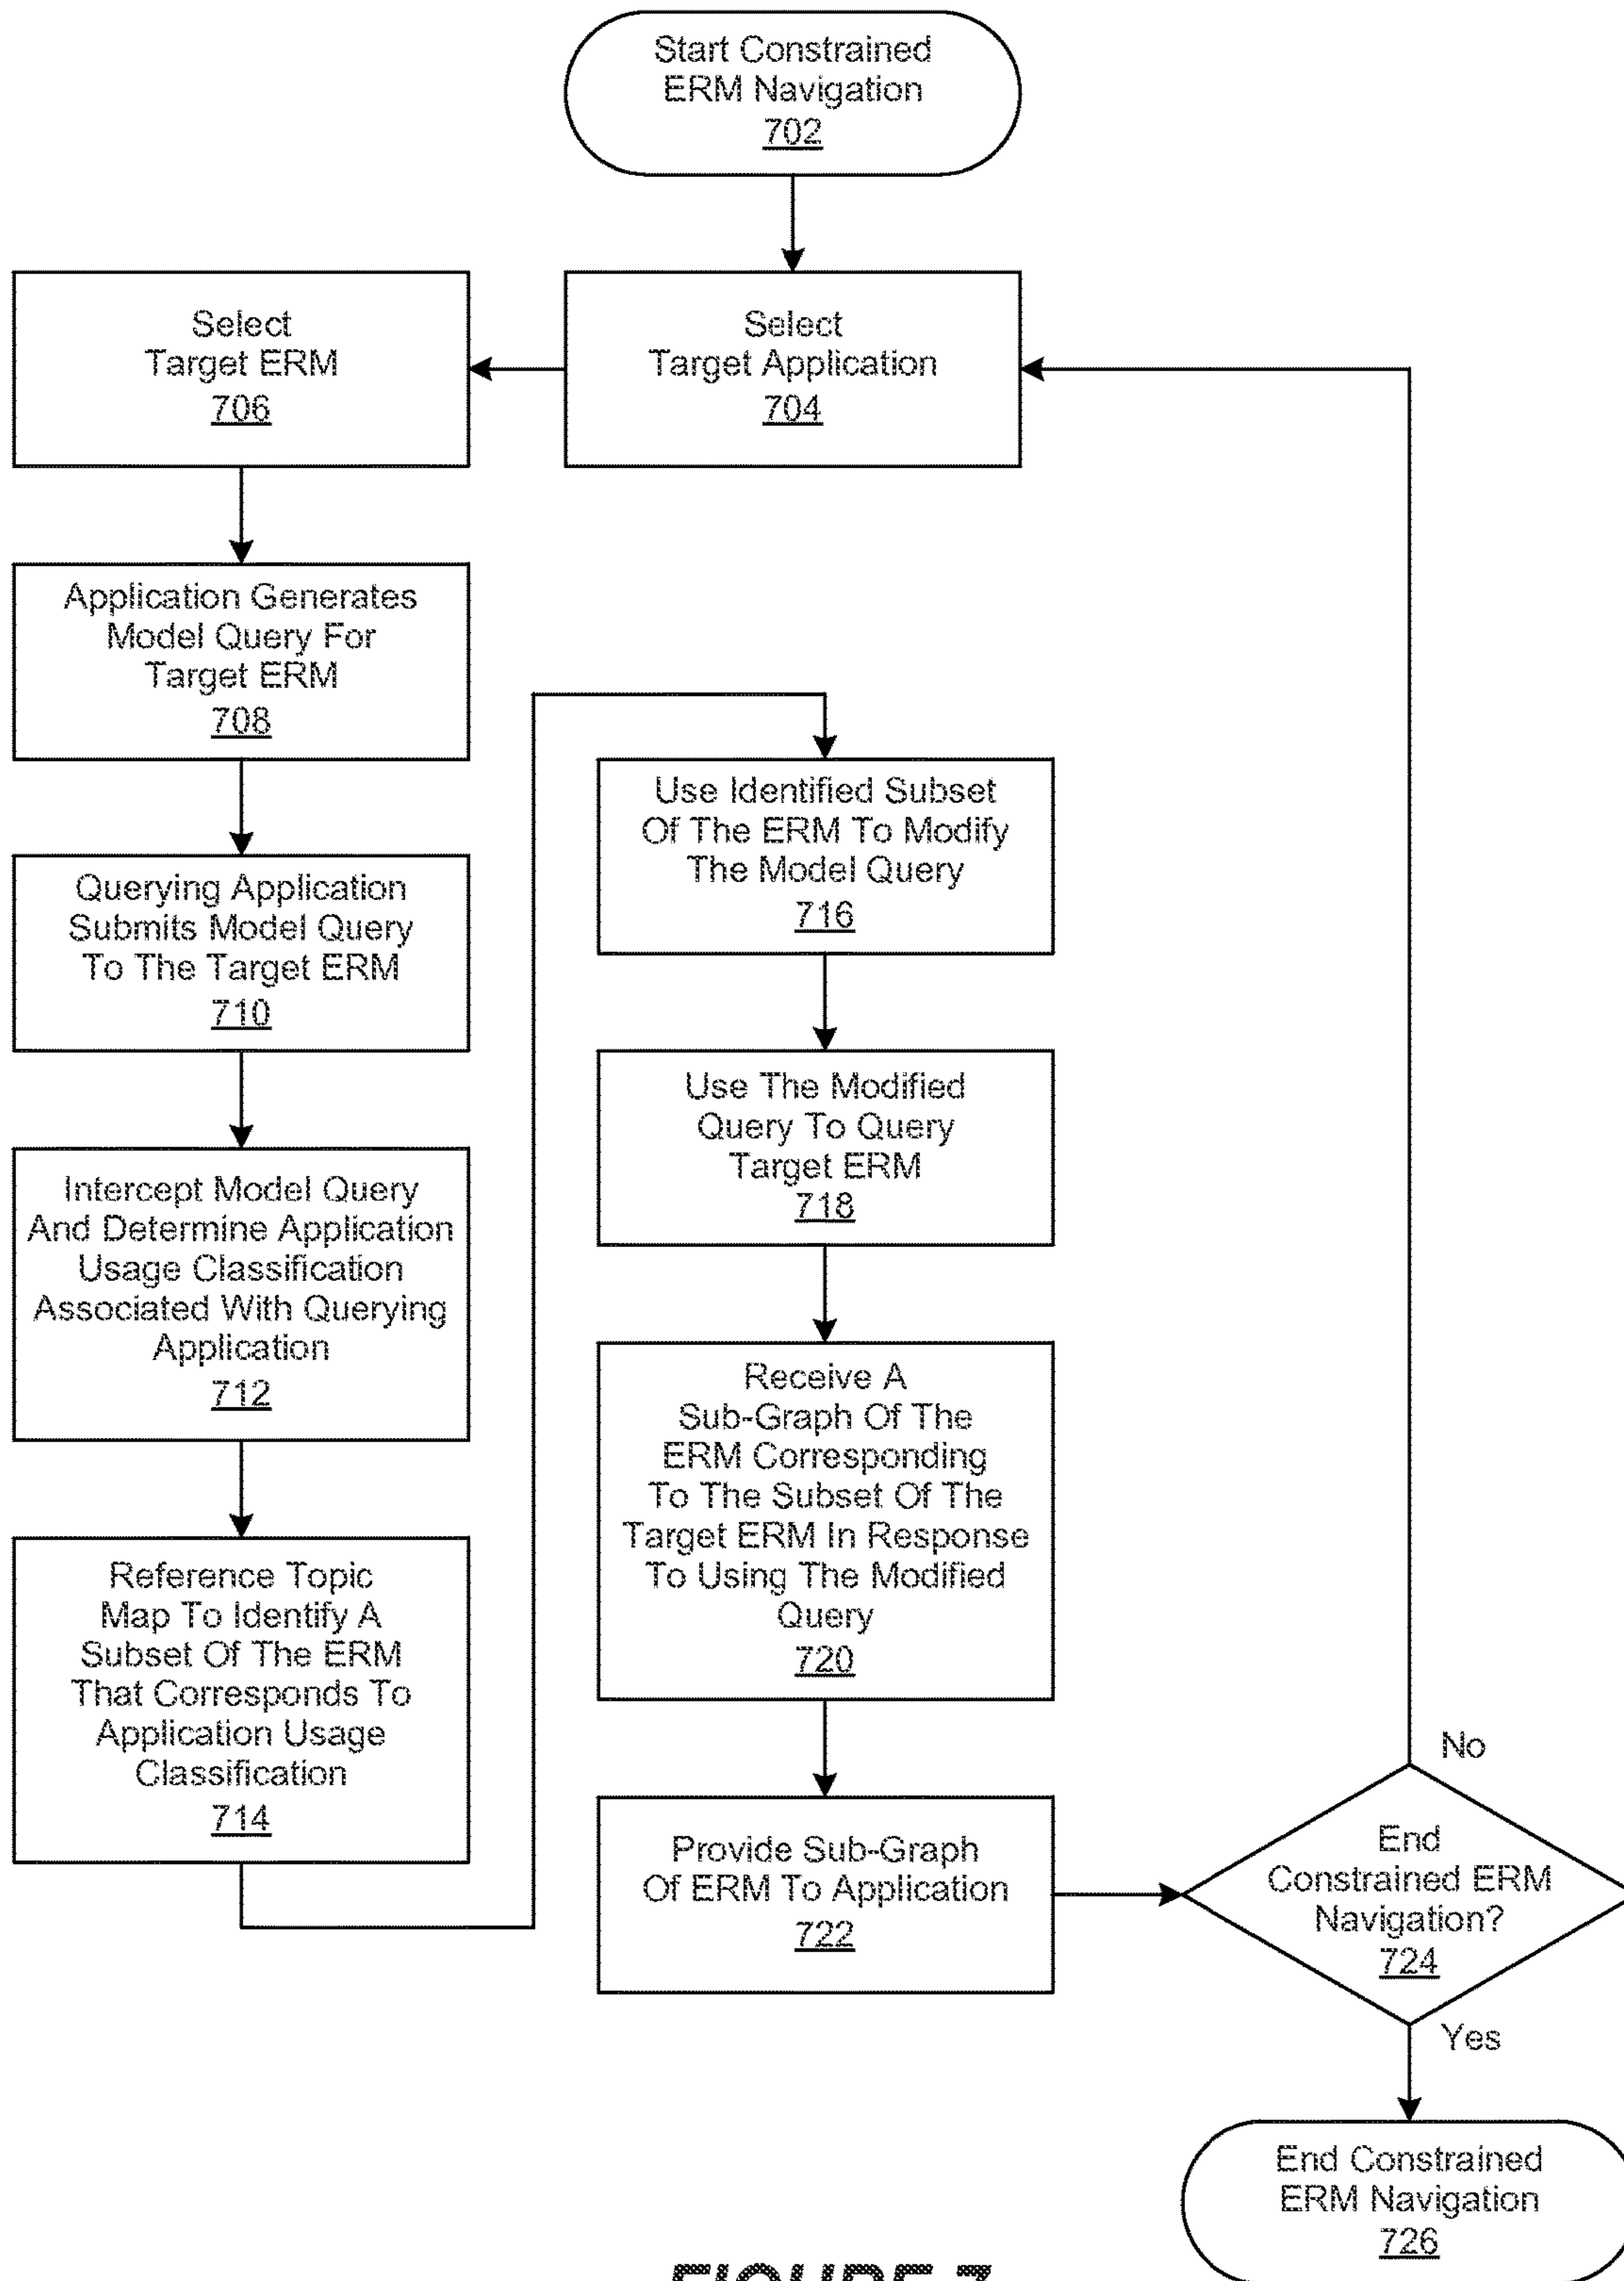 Start Constrained
ERM Navigation
702
Select
Target Application
704
Select
Target ERM
706
Application Generates
Model Query For
Target ERM
708
Querying Application
Submits Model Query
To The Target ERM
710
Intercept Model Query
And Determine Application
Usage Classification
Associated With Querying
Application
712
Reference Topic
Map To Identify A
Subset Of The ERM
That Corresponds To
Application Usage
Classification
714
Use Identified Subset
Of The ERM To Modify
The Model Query
716
Use The Modified
Query To Query
Target ERM
718
Receive A
Sub-Graph Of The
ERM Corresponding
To The Subset Of The
Target ERM In Response
To Using The Modified
Query
720
Provide Sub-Graph
Of ERM To Application
722
No
End
Constrained ERM
Navigation?
724
Yes
End Constrained
ERM Navigation
726
FIGURE 7